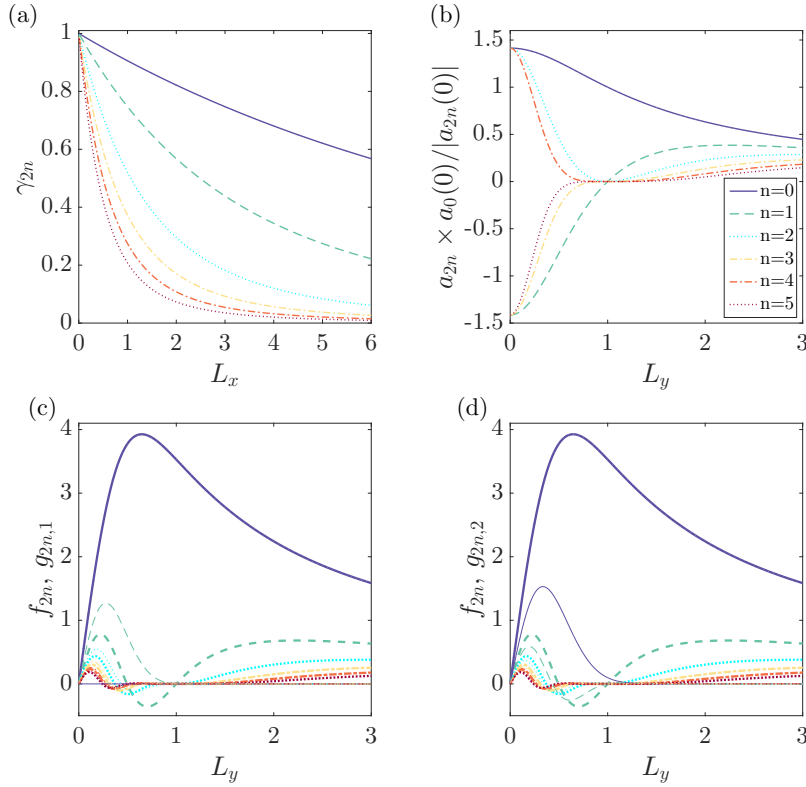 (a)
1
0.8
0.6
0.4
0.2
0
γ₂ₙ
0 1 2 3 4 5 6
Lₓ
(b)
1.5
1
0.5
0
-0.5
-1
-1.5
a₂ₙ × a₀(0)/|a₂ₙ(0)|
n=0
n=1
n=2
n=3
n=4
n=5
0 1 2 3
L_y
(c)
4
3
2
1
0
f₂ₙ, g₂ₙ,₁
0 1 2 3
L_y
(d)
4
3
2
1
0
f₂ₙ, g₂ₙ,₂
0 1 2 3
L_y